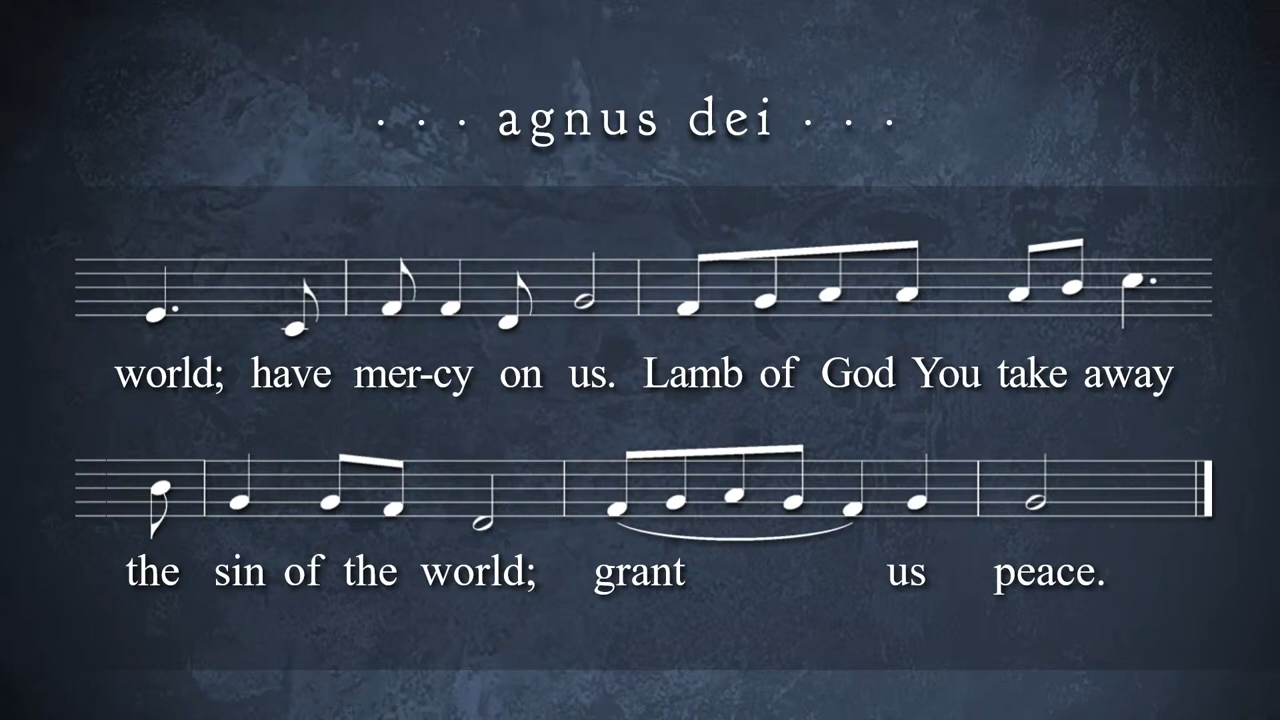 · · · agnus dei · · ·
world; have mer-cy on us. Lamb of God You take away
the sin of the world; grant us peace.